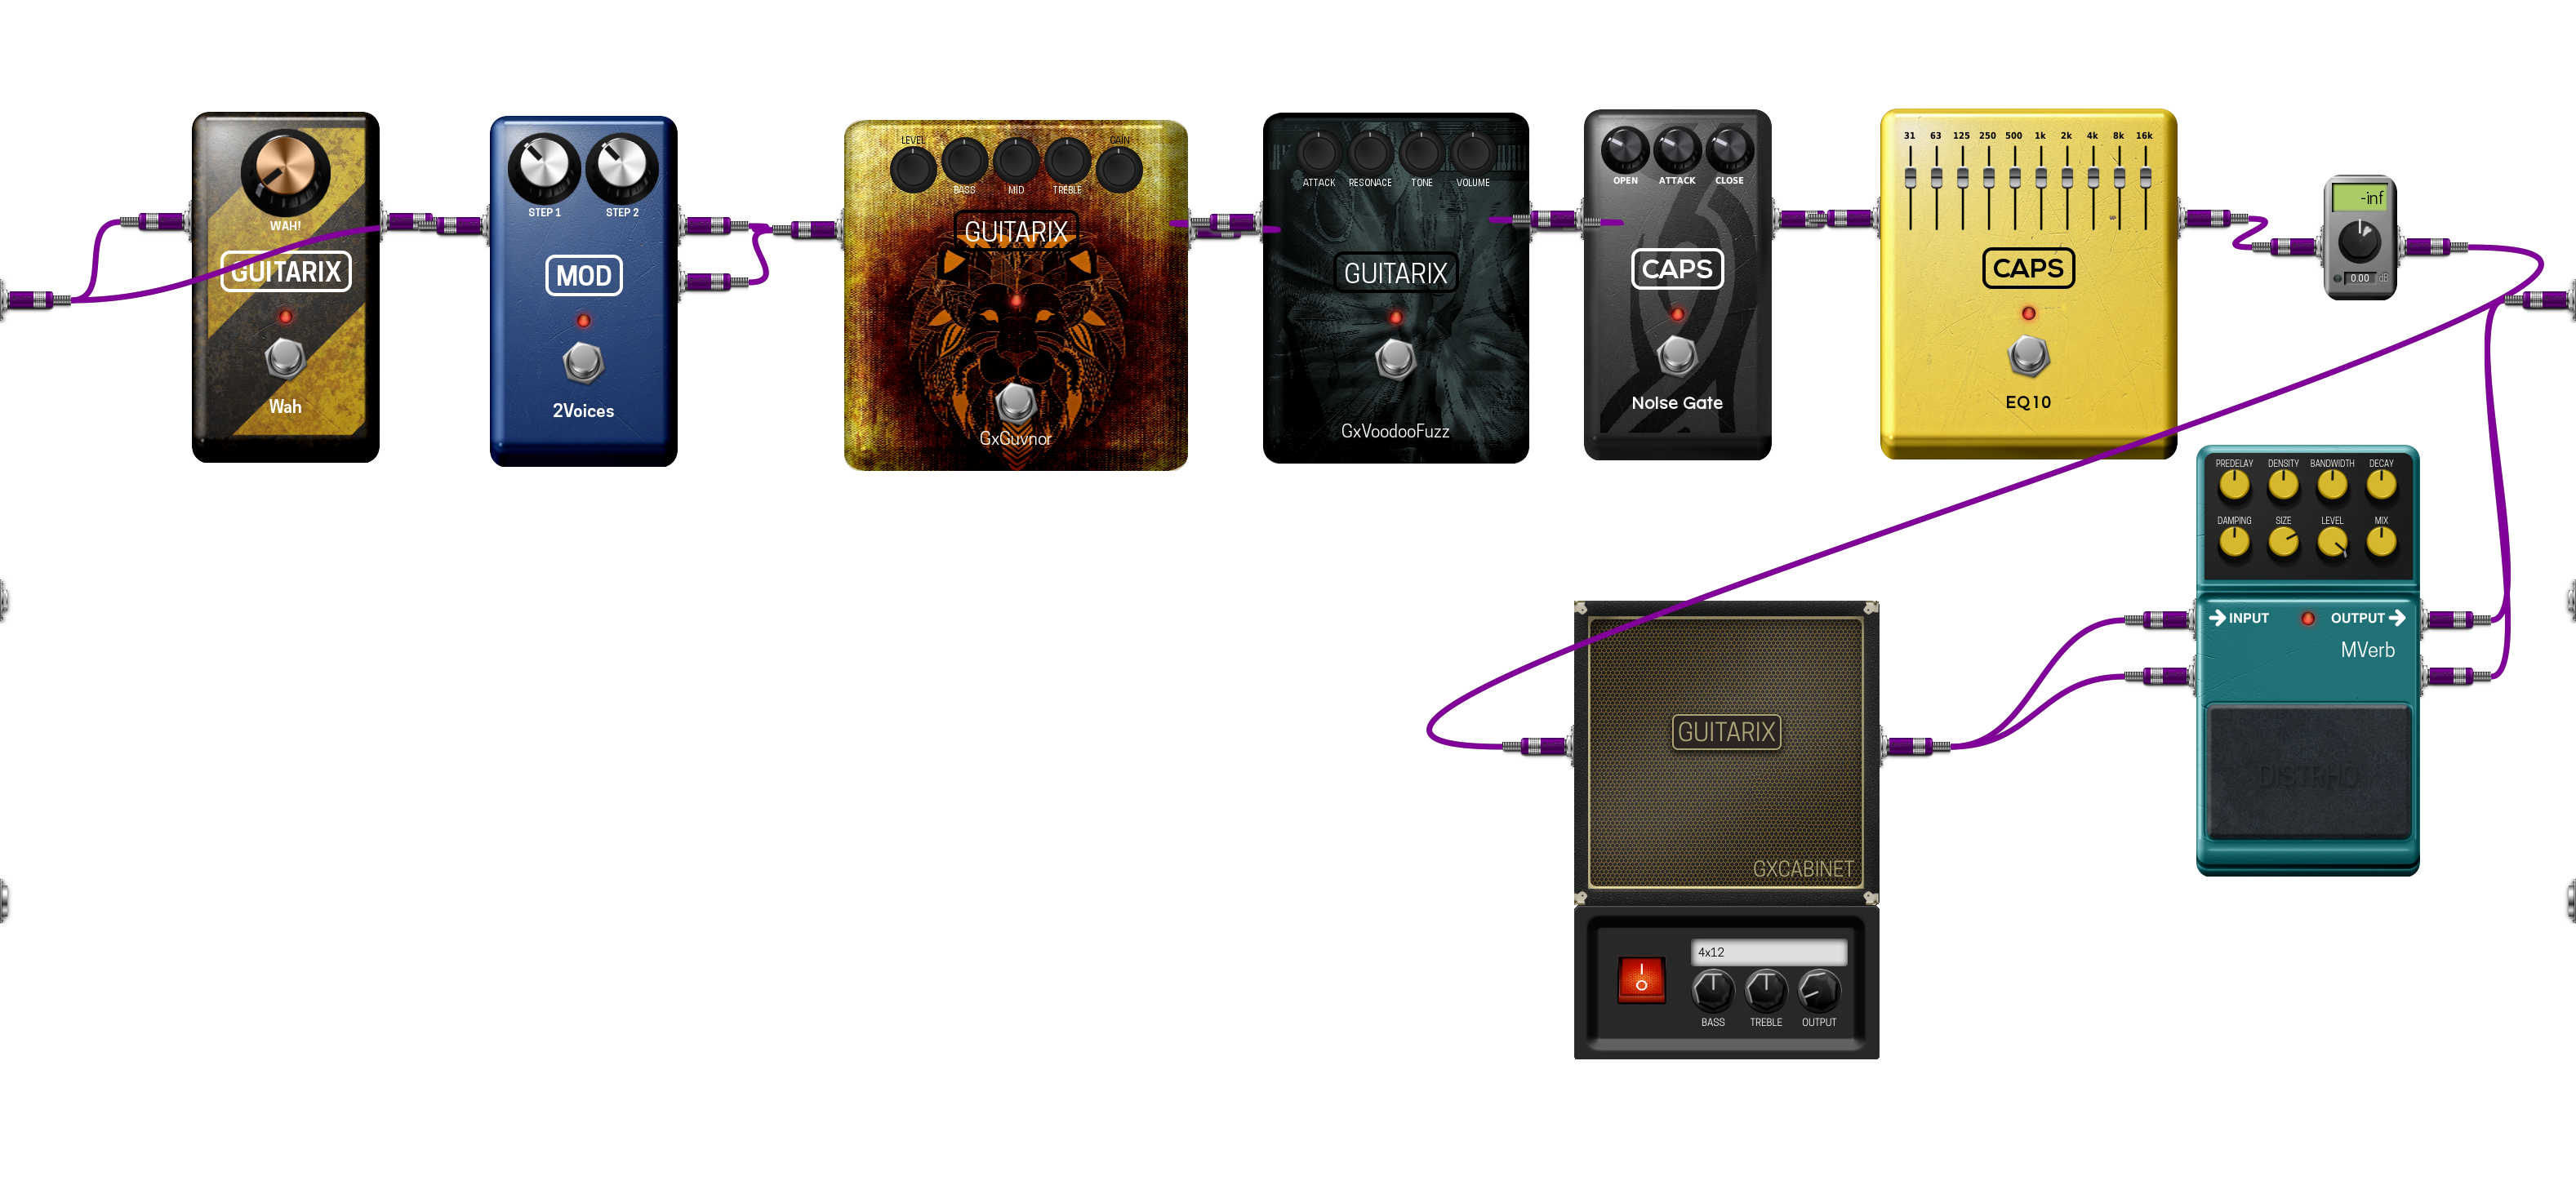 WAH!
GUITARIX
Wah
STEP 1 STEP 2
MOD
2Voices
LEVEL GAIN
BASS MID TREBLE
GUITARIX
GxGuvnor
ATTACK RESONACE TONE VOLUME
GUITARIX
GxVoodooFuzz
OPEN ATTACK CLOSE
CAPS
Noise Gate
31 63 125 250 500 1k 2k 4k 8k 16k
CAPS
EQ10
-inf
0.00 dB
PREDELAY DENSITY BANDWIDTH DECAY
DAMPING SIZE LEVEL MIX
INPUT OUTPUT
MVerb
DISTRHO
GUITARIX
GXCABINET
4x12
I
O
BASS TREBLE OUTPUT